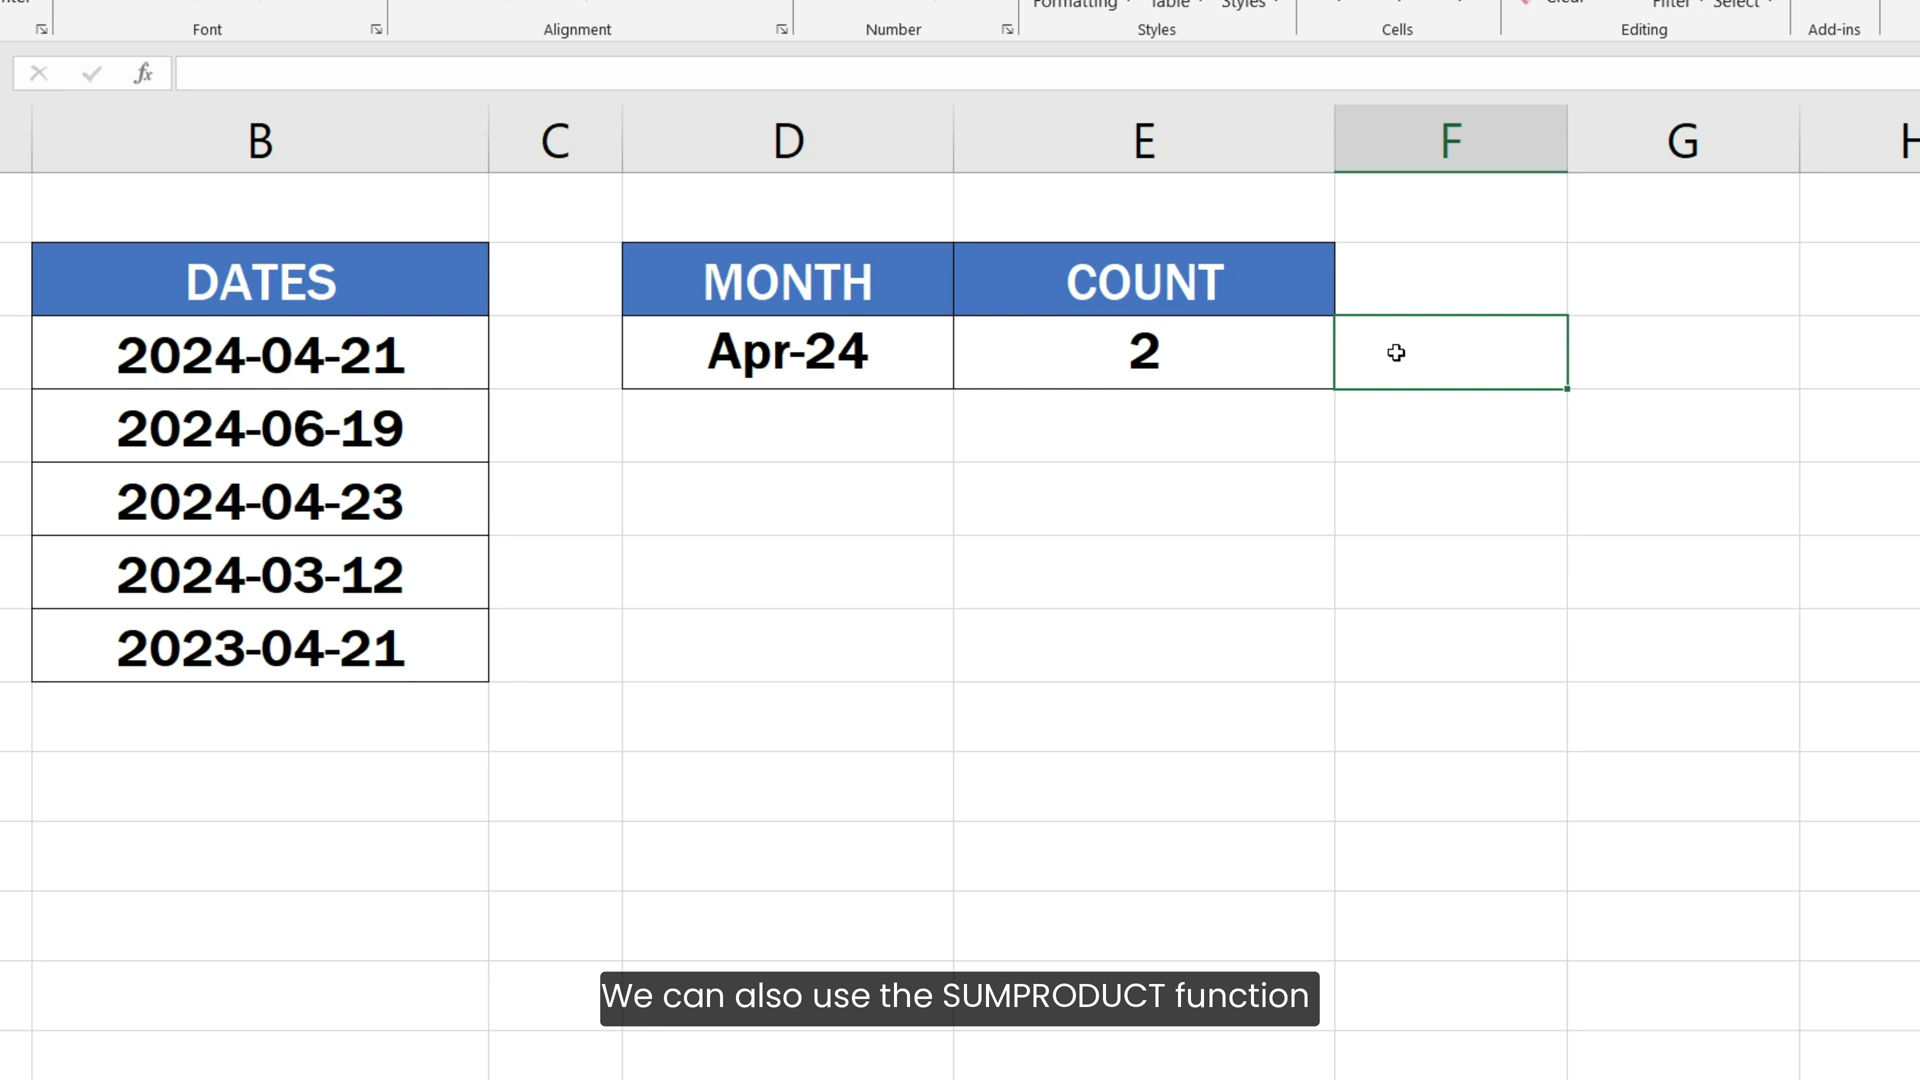 Formatting Table Styles Clear Filter Select
Font Alignment Number Styles Cells Editing Add-ins
fx
B C D E F G H
DATES MONTH COUNT
2024-04-21 Apr-24 2
2024-06-19
2024-04-23
2024-03-12
2023-04-21
We can also use the SUMPRODUCT function